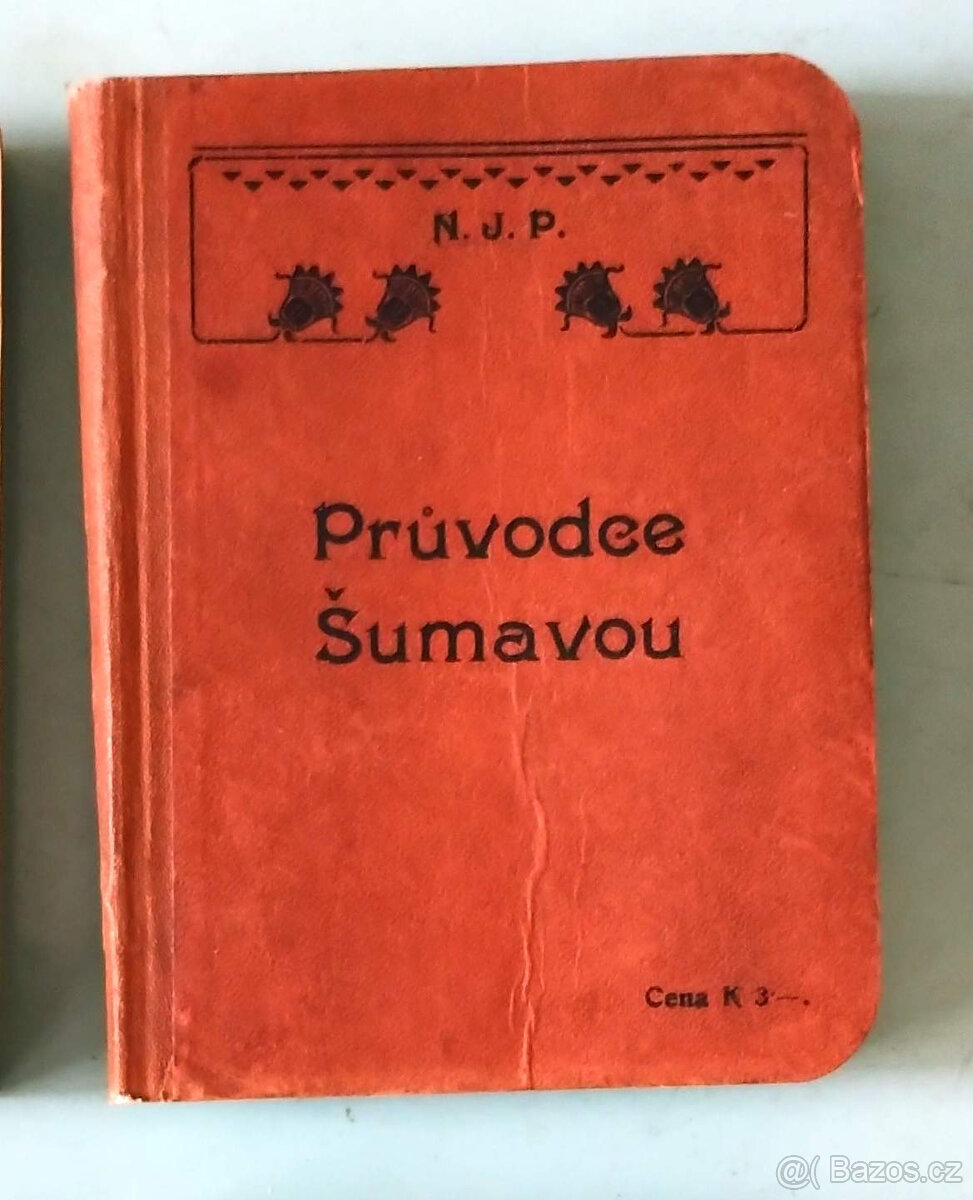 N. J. P.
Průvodce
Šumavou
Cena K 3·—.
@( Bazos.cz